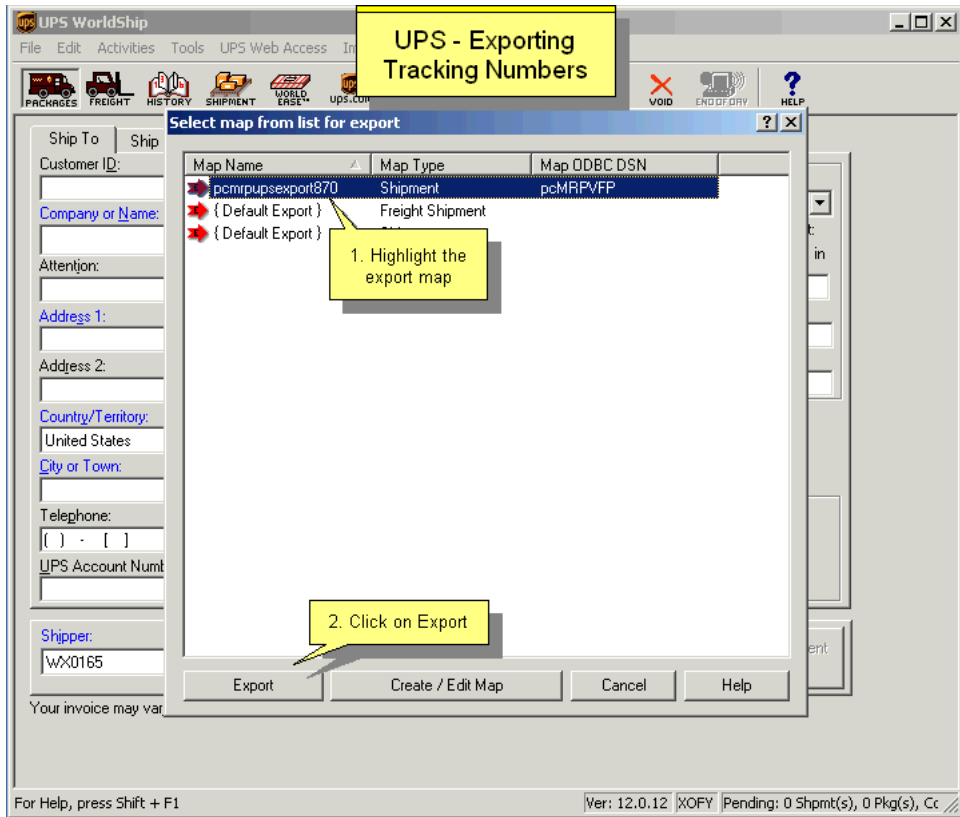 UPS WorldShip
File Edit Activities Tools UPS Web Access
UPS - Exporting
Tracking Numbers
PACKAGES FREIGHT HISTORY SHIPMENT WORLD EASE™ VOID END OF DAY HELP
Select map from list for export
Ship To Ship
Customer ID:
Company or Name:
Attention:
Address 1:
Address 2:
Country/Territory:
United States
City or Town:
Telephone:
( ) - [ ]
UPS Account
Shipper:
WX0165
Your invoice may
Map Name Map Type Map ODBC DSN
pcmrpupsexport870 Shipment pcMRPVFP
{ Default Export } Freight Shipment
{ Default Export }
1. Highlight the
export map
in
2. Click on Export
Export Create / Edit Map Cancel Help
For Help, press Shift + F1
Ver: 12.0.12 XOFY Pending: 0 Shpmt(s), 0 Pkg(s),